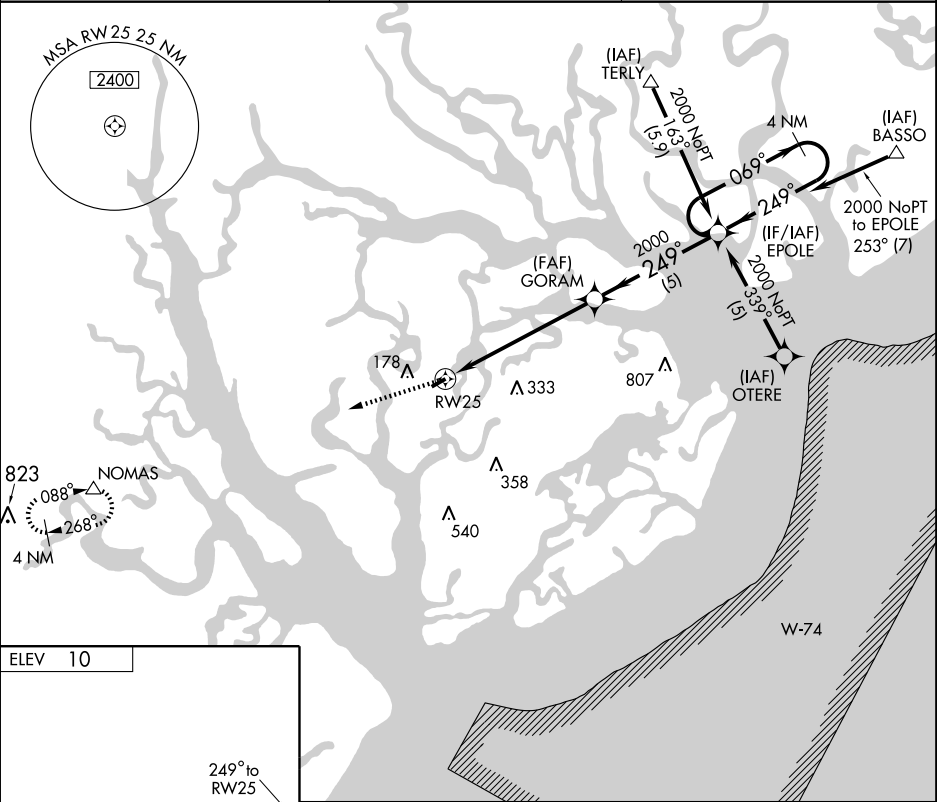 MSA RW25 25 NM
2400
(IAF)
TERLY
2000 NoPT
163°
(5.9)
4 NM
(IAF)
BASSO
069°
249°
2000 NoPT
to EPOLE
253° (7)
(IF/IAF)
EPOLE
2000
249°
(5)
(FAF)
GORAM
2000 NoPT
339°
(5)
(IAF)
OTERE
178
RW25
333
807
358
540
823
NOMAS
088°
268°
4 NM
W-74
ELEV 10
249° to
RW25